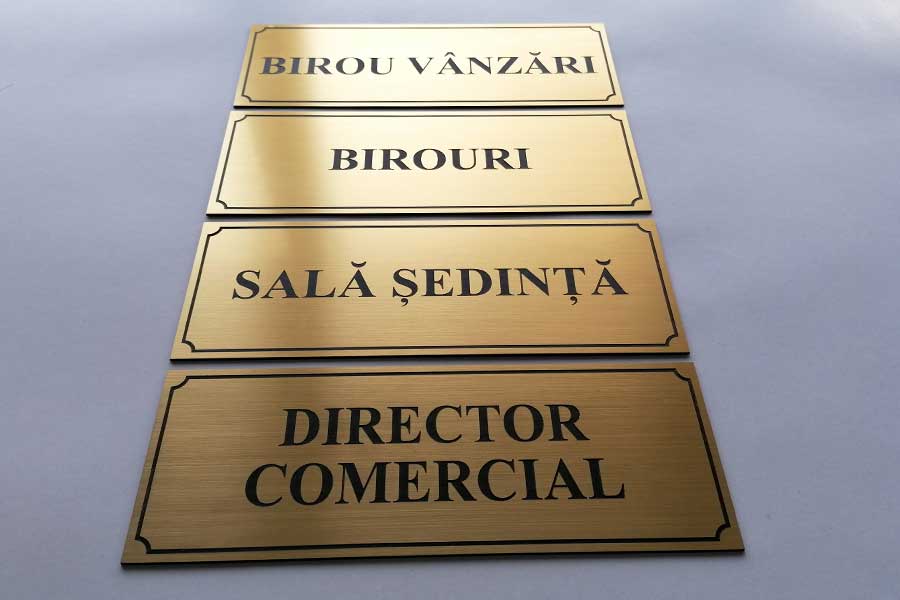 BIROU VÂNZĂRI
BIROURI
SALĂ ȘEDINȚĂ
DIRECTOR
COMERCIAL